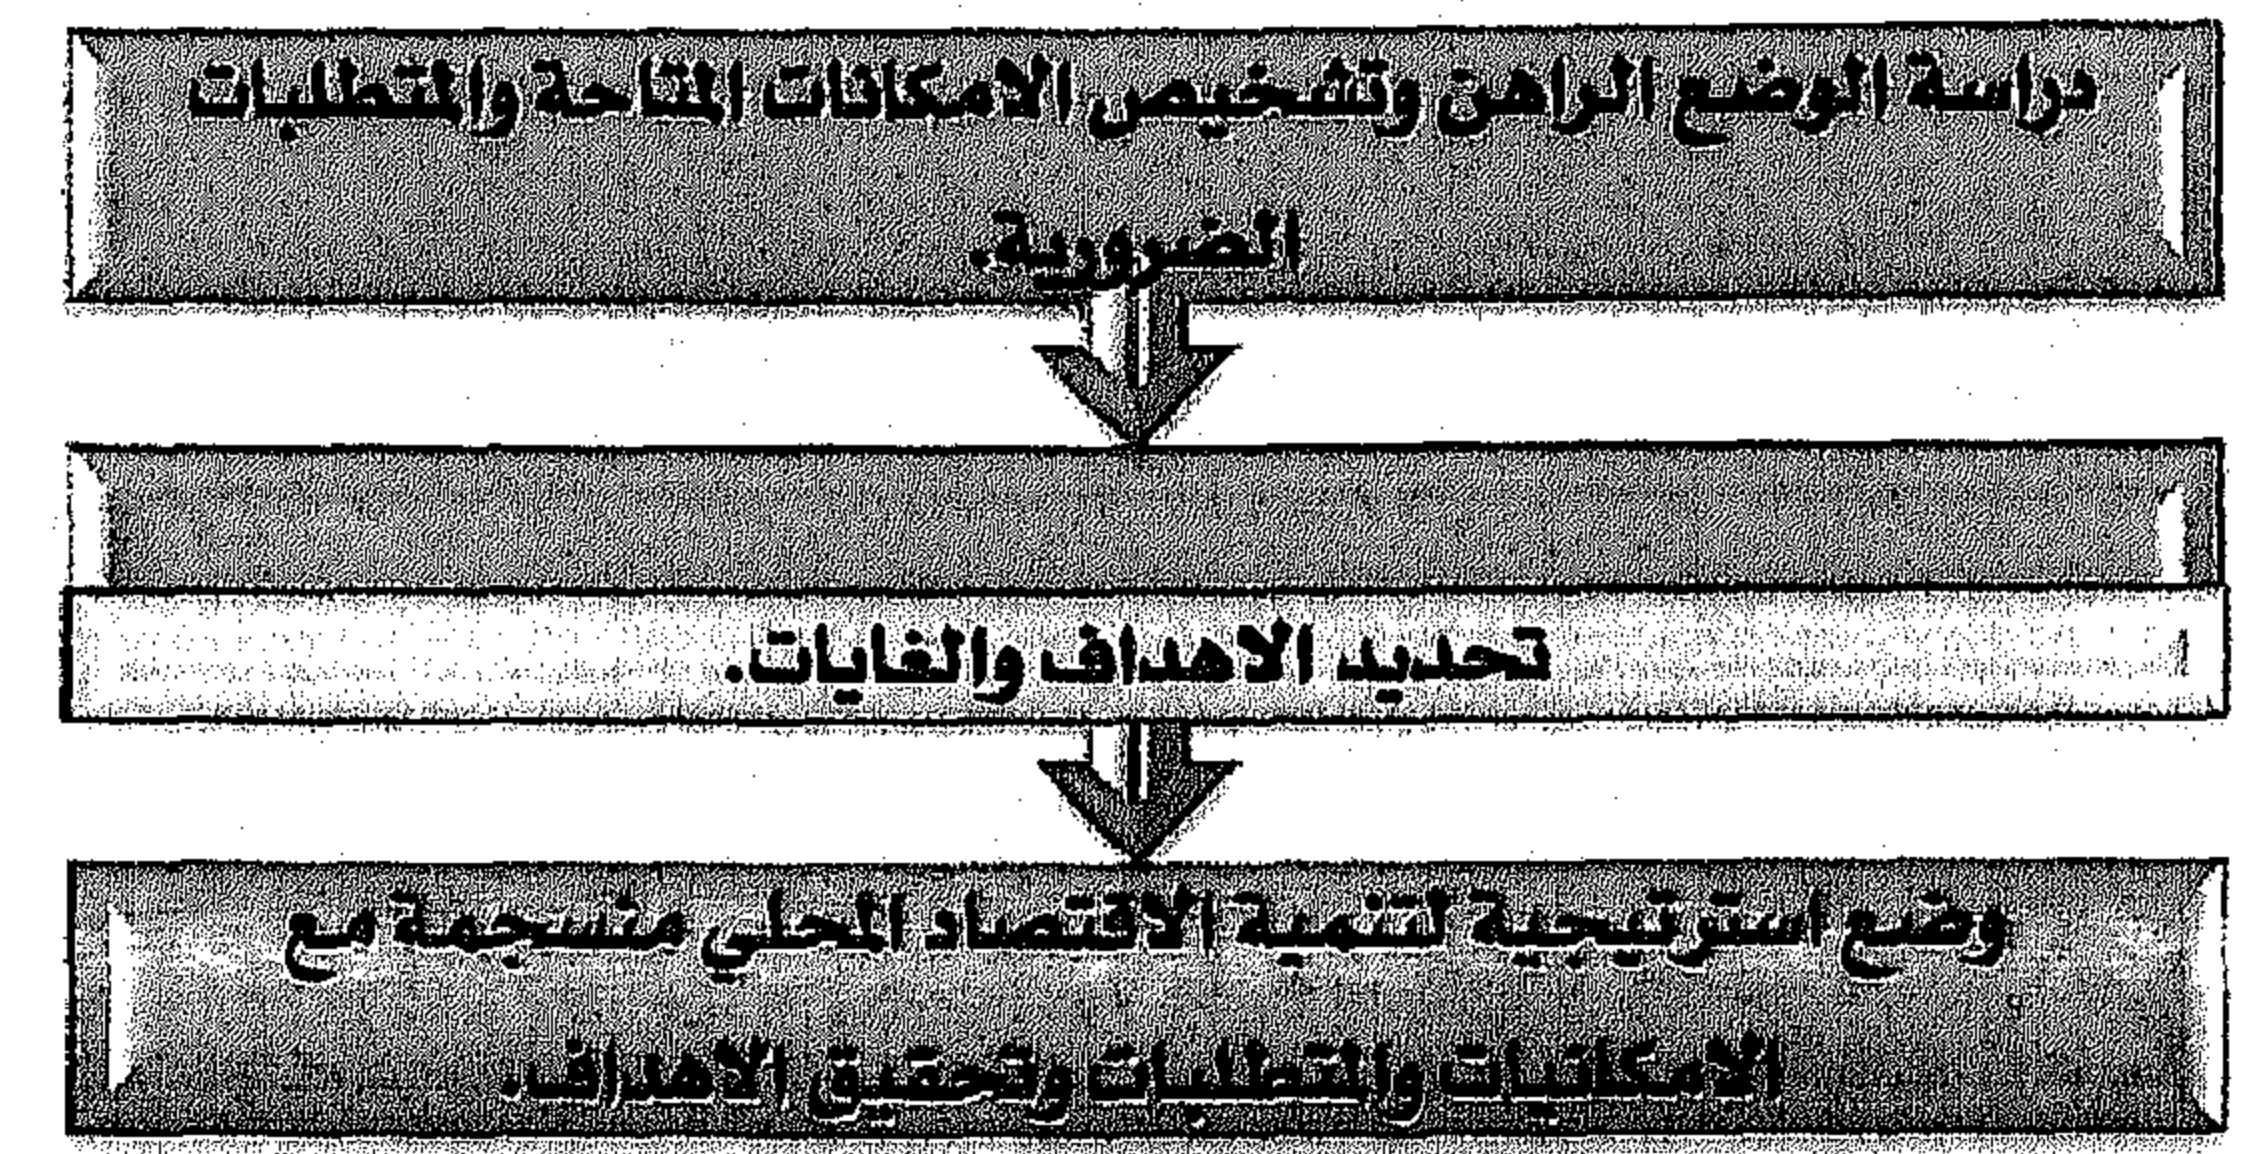 دراسة الوضع الراهن وتشخيص الامكانات المتاحة والمتطلبات
الضرورية.
تحديد الاهداف والغايات.
وضع استرتيجية لتنمية الاقتصاد المحلي منسجمة مع
الامكانيات والمتطلبات وتحقيق الاهداف.